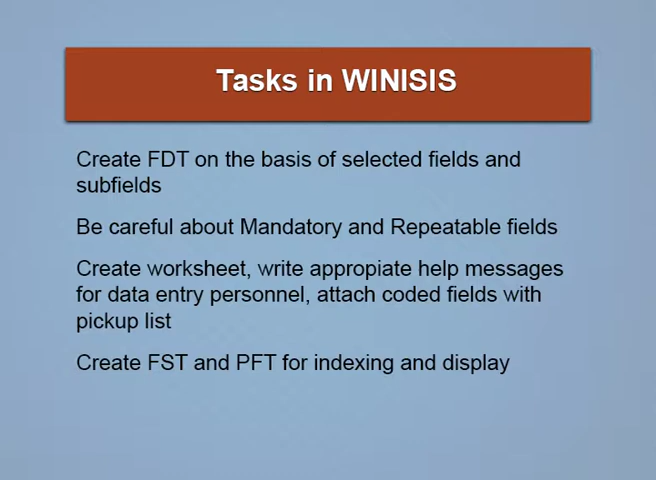 Tasks in WINISIS
Create FDT on the basis of selected fields and
subfields
Be careful about Mandatory and Repeatable fields
Create worksheet, write appropiate help messages
for data entry personnel, attach coded fields with
pickup list
Create FST and PFT for indexing and display